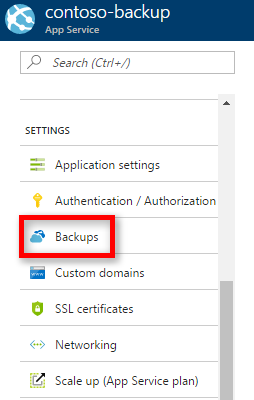 contoso-backup
App Service
Search (Ctrl+/)
SETTINGS
Application settings
Authentication / Authorization
Backups
Custom domains
www
SSL certificates
Networking
Scale up (App Service plan)